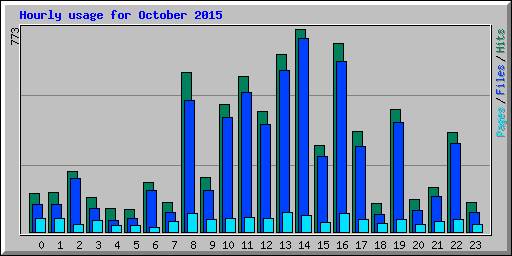 Hourly usage for October 2015
773
Pages / Files / Hits
0 1 2 3 4 5 6 7 8 9 10 11 12 13 14 15 16 17 18 19 20 21 22 23